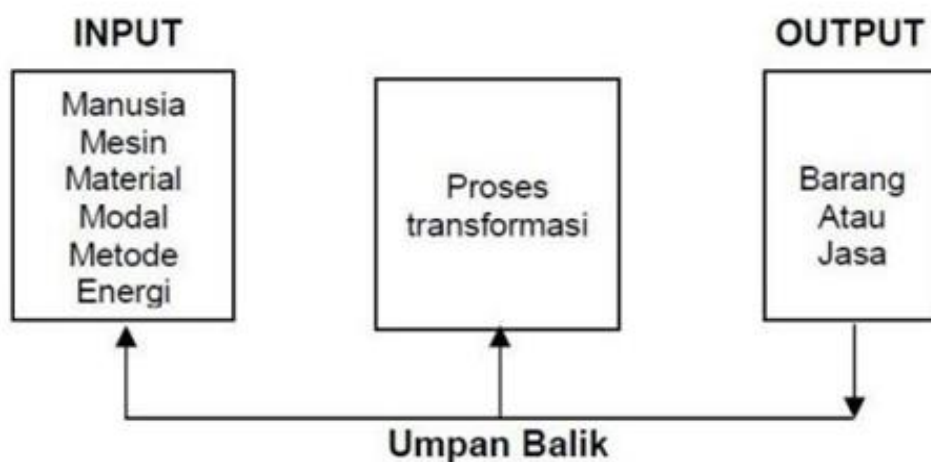 INPUT
Manusia
Mesin
Material
Modal
Metode
Energi
Proses
transformasi
OUTPUT
Barang
Atau
Jasa
Umpan Balik